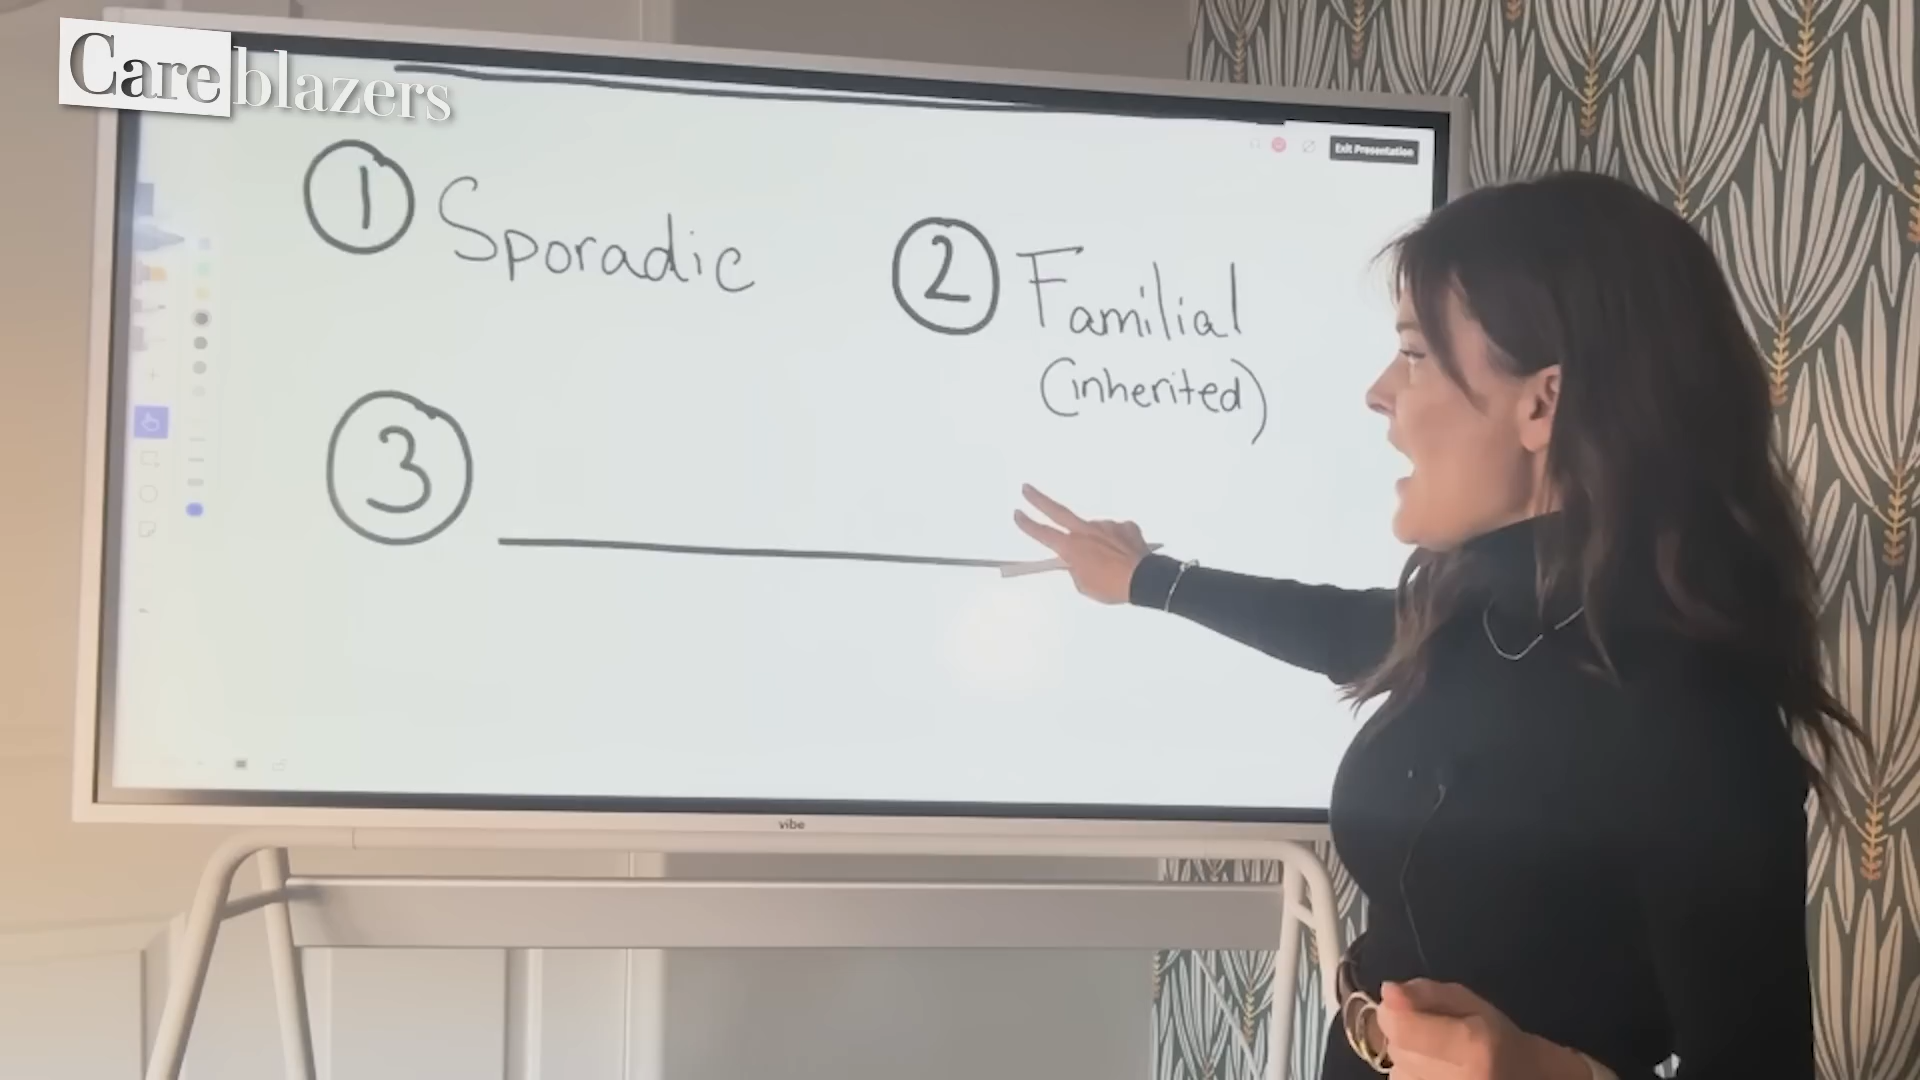 Careblazers
Exit Presentation
1 Sporadic
2 Familial
(inherited)
3
vibe